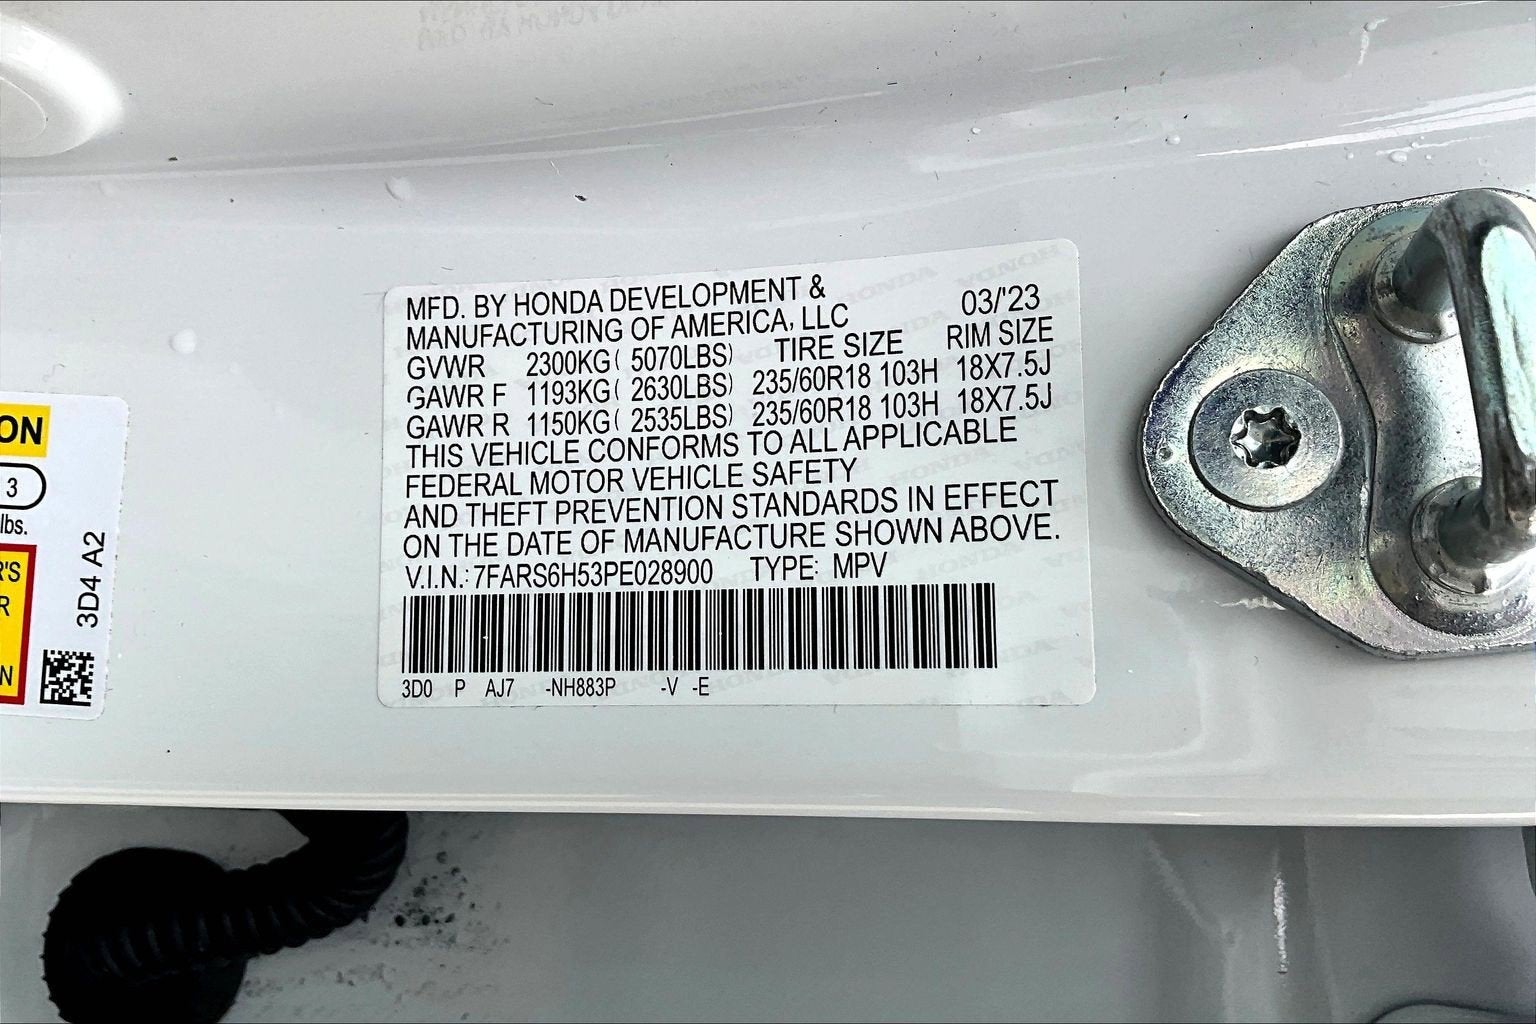 MFD. BY HONDA DEVELOPMENT &
MANUFACTURING OF AMERICA, LLC 03/'23
GVWR 2300KG( 5070LBS) TIRE SIZE RIM SIZE
GAWR F 1193KG( 2630LBS) 235/60R18 103H 18X7.5J
GAWR R 1150KG( 2535LBS) 235/60R18 103H 18X7.5J
THIS VEHICLE CONFORMS TO ALL APPLICABLE
FEDERAL MOTOR VEHICLE SAFETY
AND THEFT PREVENTION STANDARDS IN EFFECT
ON THE DATE OF MANUFACTURE SHOWN ABOVE.
V.I.N.: 7FARS6H53PE028900 TYPE: MPV
3D0 P AJ7 -NH883P -V -E
ON
3
lbs.
R'S
R
N
3D4 A2